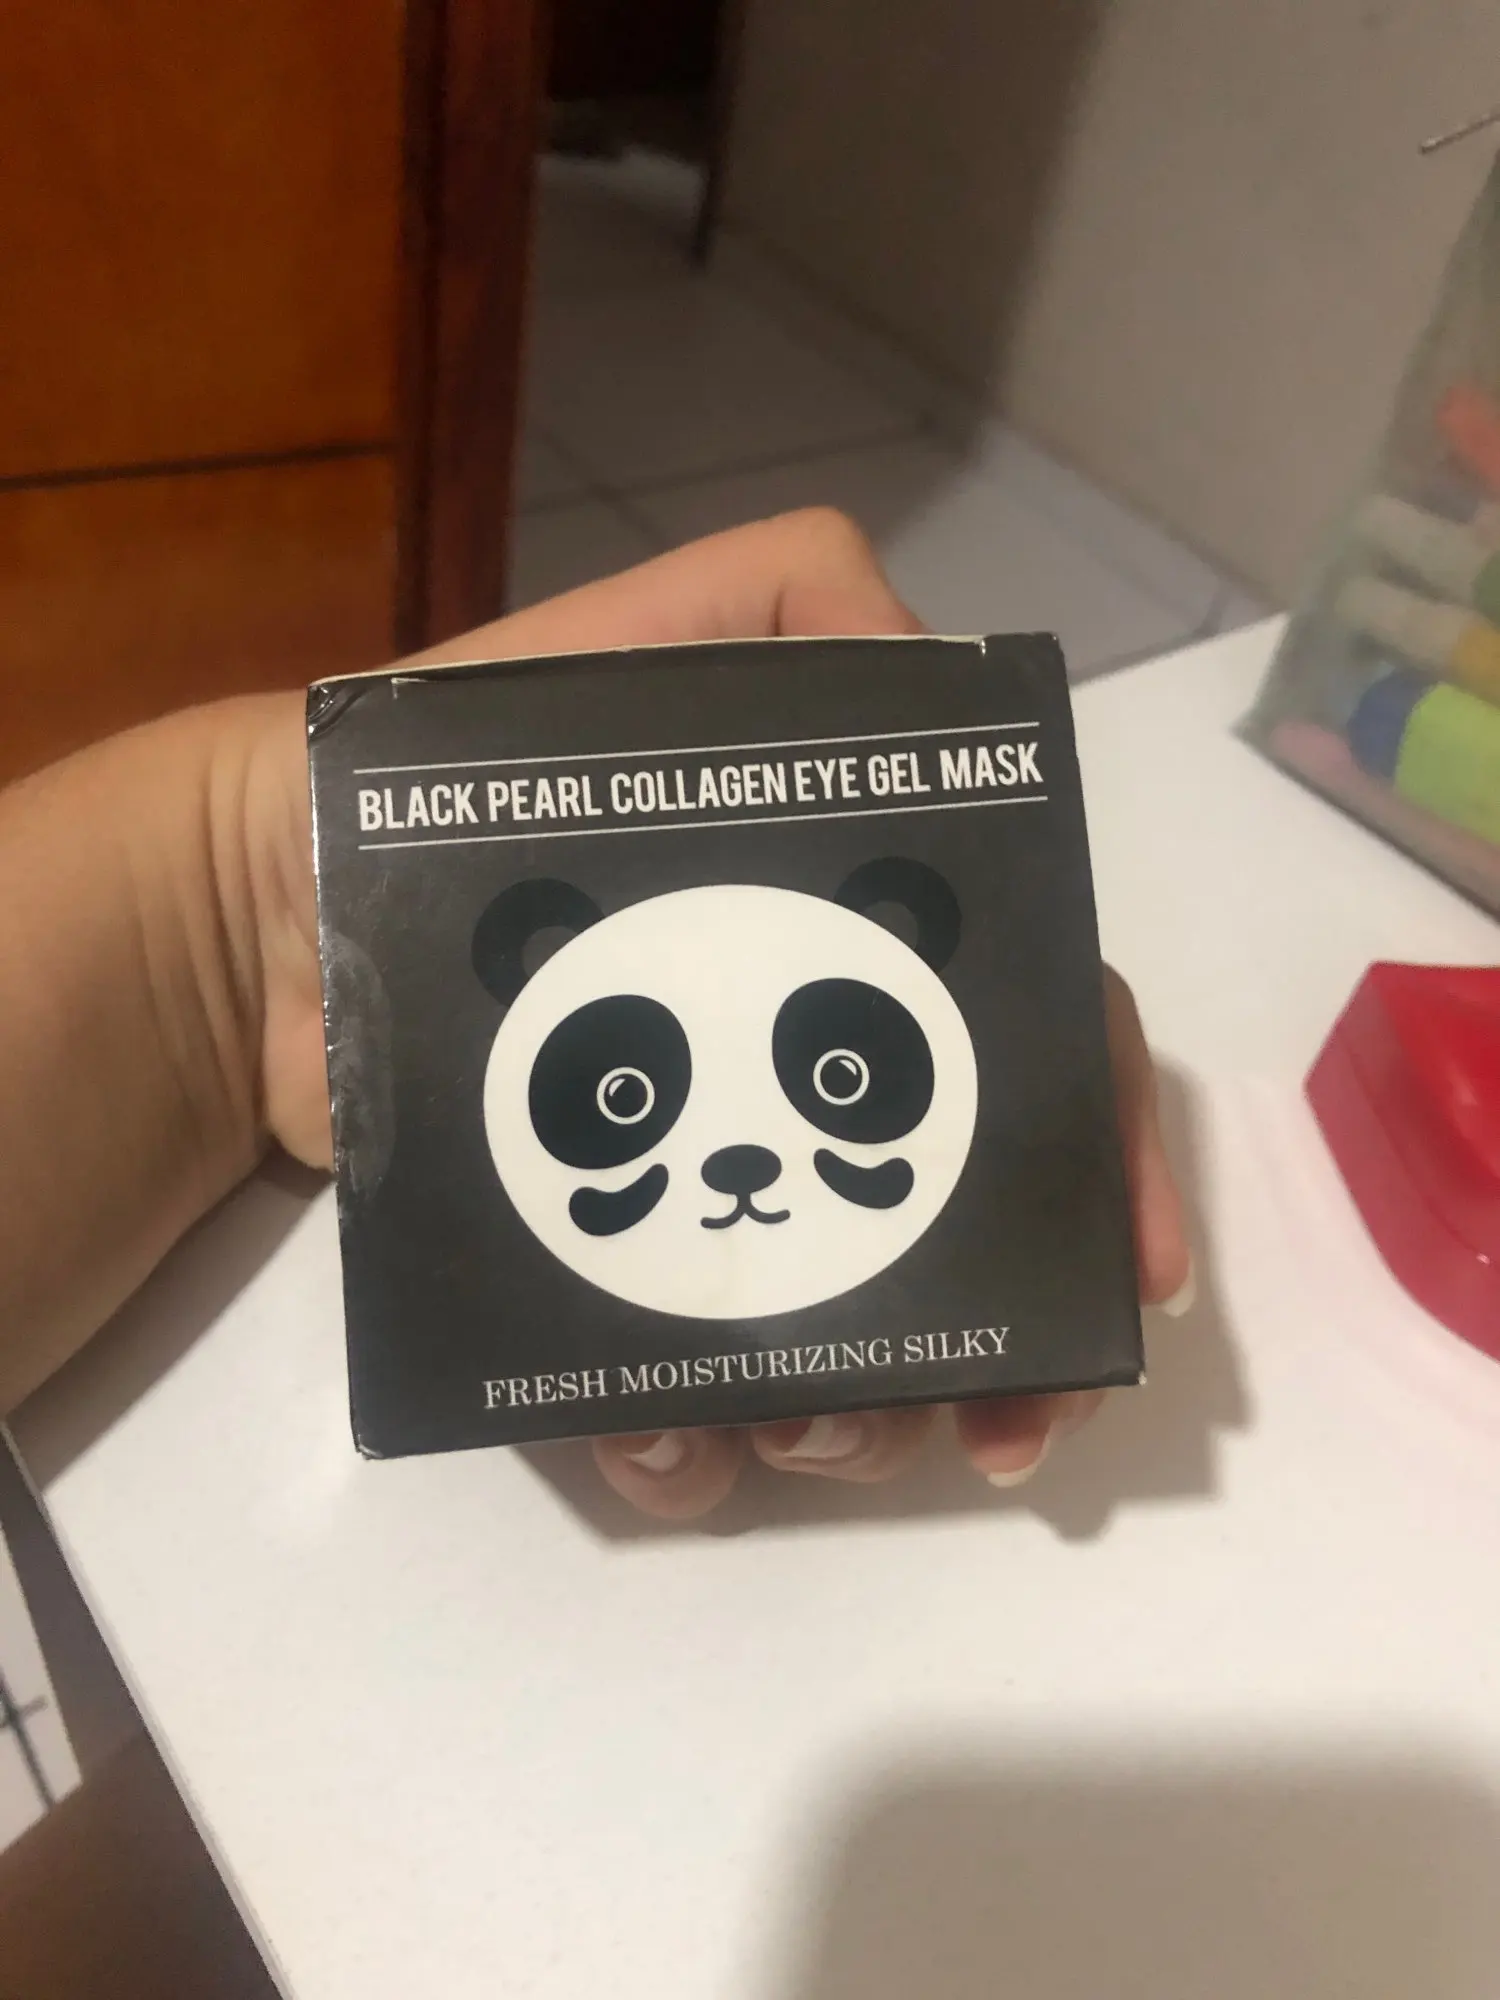 BLACK PEARL COLLAGEN EYE GEL MASK
FRESH MOISTURIZING SILKY